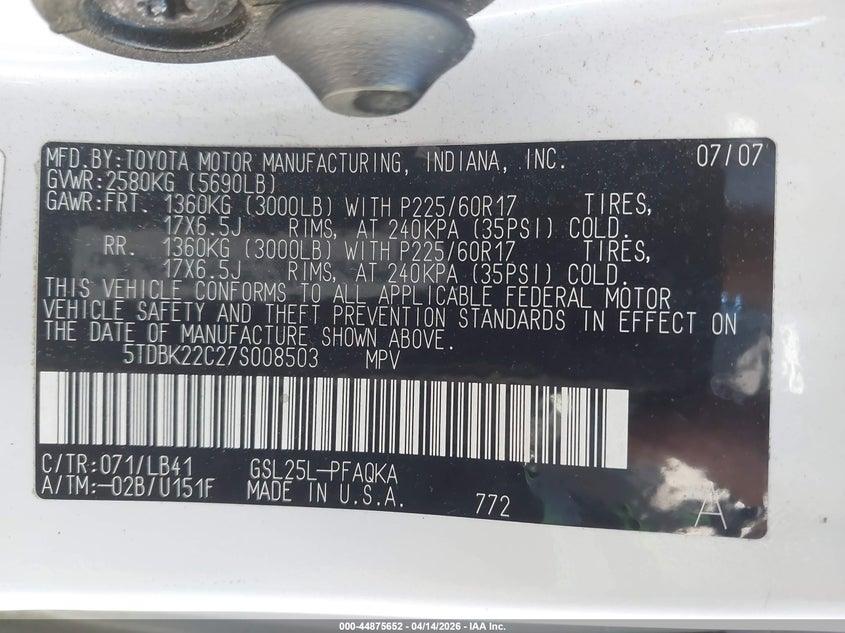 MFD.BY:TOYOTA MOTOR MANUFACTURING, INDIANA, INC. 07/07
GVWR:2580KG (5690LB)
GAWR:FRT. 1360KG (3000LB) WITH P225/60R17 TIRES,
17X6.5J RIMS, AT 240KPA (35PSI) COLD.
RR. 1360KG (3000LB) WITH P225/60R17 TIRES,
17X6.5J RIMS, AT 240KPA (35PSI) COLD.
THIS VEHICLE CONFORMS TO ALL APPLICABLE FEDERAL MOTOR
VEHICLE SAFETY AND THEFT PREVENTION STANDARDS IN EFFECT ON
THE DATE OF MANUFACTURE SHOWN ABOVE.
5TDBK22C27S008503 MPV
C/TR:071/LB41 GSL25L-PFAQKA
A/TM:-02B/U151F MADE IN U.S.A. 772 A
000-44875652 - 04/14/2026 - IAA Inc.